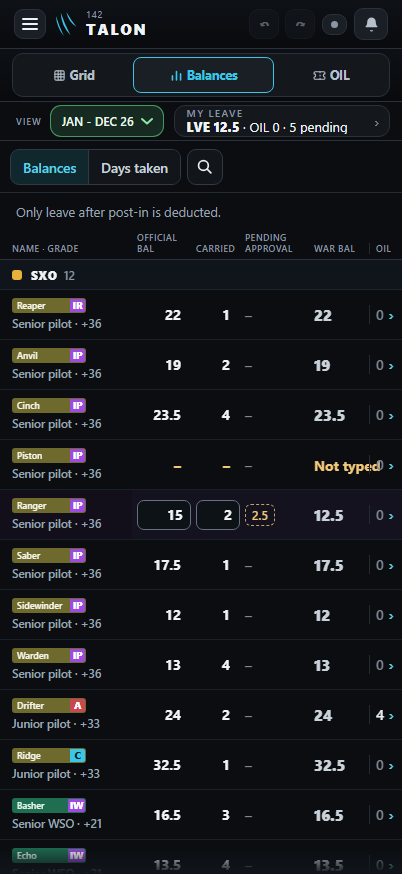 142
TALON
Grid
Balances
OIL
VIEW
JAN - DEC 26
MY LEAVE
LVE 12.5 · OIL 0 · 5 pending
Balances
Days taken
Only leave after post-in is deducted.
NAME · GRADE
OFFICIAL BAL
CARRIED
PENDING APPROVAL
WAR BAL
OIL
SXO 12
Reaper IR
Senior pilot · +36
22 1 – 22 0 ›
Anvil IP
Senior pilot · +36
19 2 – 19 0 ›
Cinch IP
Senior pilot · +36
23.5 4 – 23.5 0 ›
Piston IP
Senior pilot · +36
– – – Not typed 0 ›
Ranger IP
Senior pilot · +36
15 2 2.5 12.5 0 ›
Saber IP
Senior pilot · +36
17.5 1 – 17.5 0 ›
Sidewinder IP
Senior pilot · +36
12 1 – 12 0 ›
Warden IP
Senior pilot · +36
13 4 – 13 0 ›
Drifter A
Junior pilot · +33
24 2 – 24 4 ›
Ridge C
Junior pilot · +33
32.5 1 – 32.5 0 ›
Basher IW
Senior WSO · +21
16.5 3 – 16.5 0 ›
Echo IW
Senior WSO · +21
13.5 4 – 13.5 0 ›